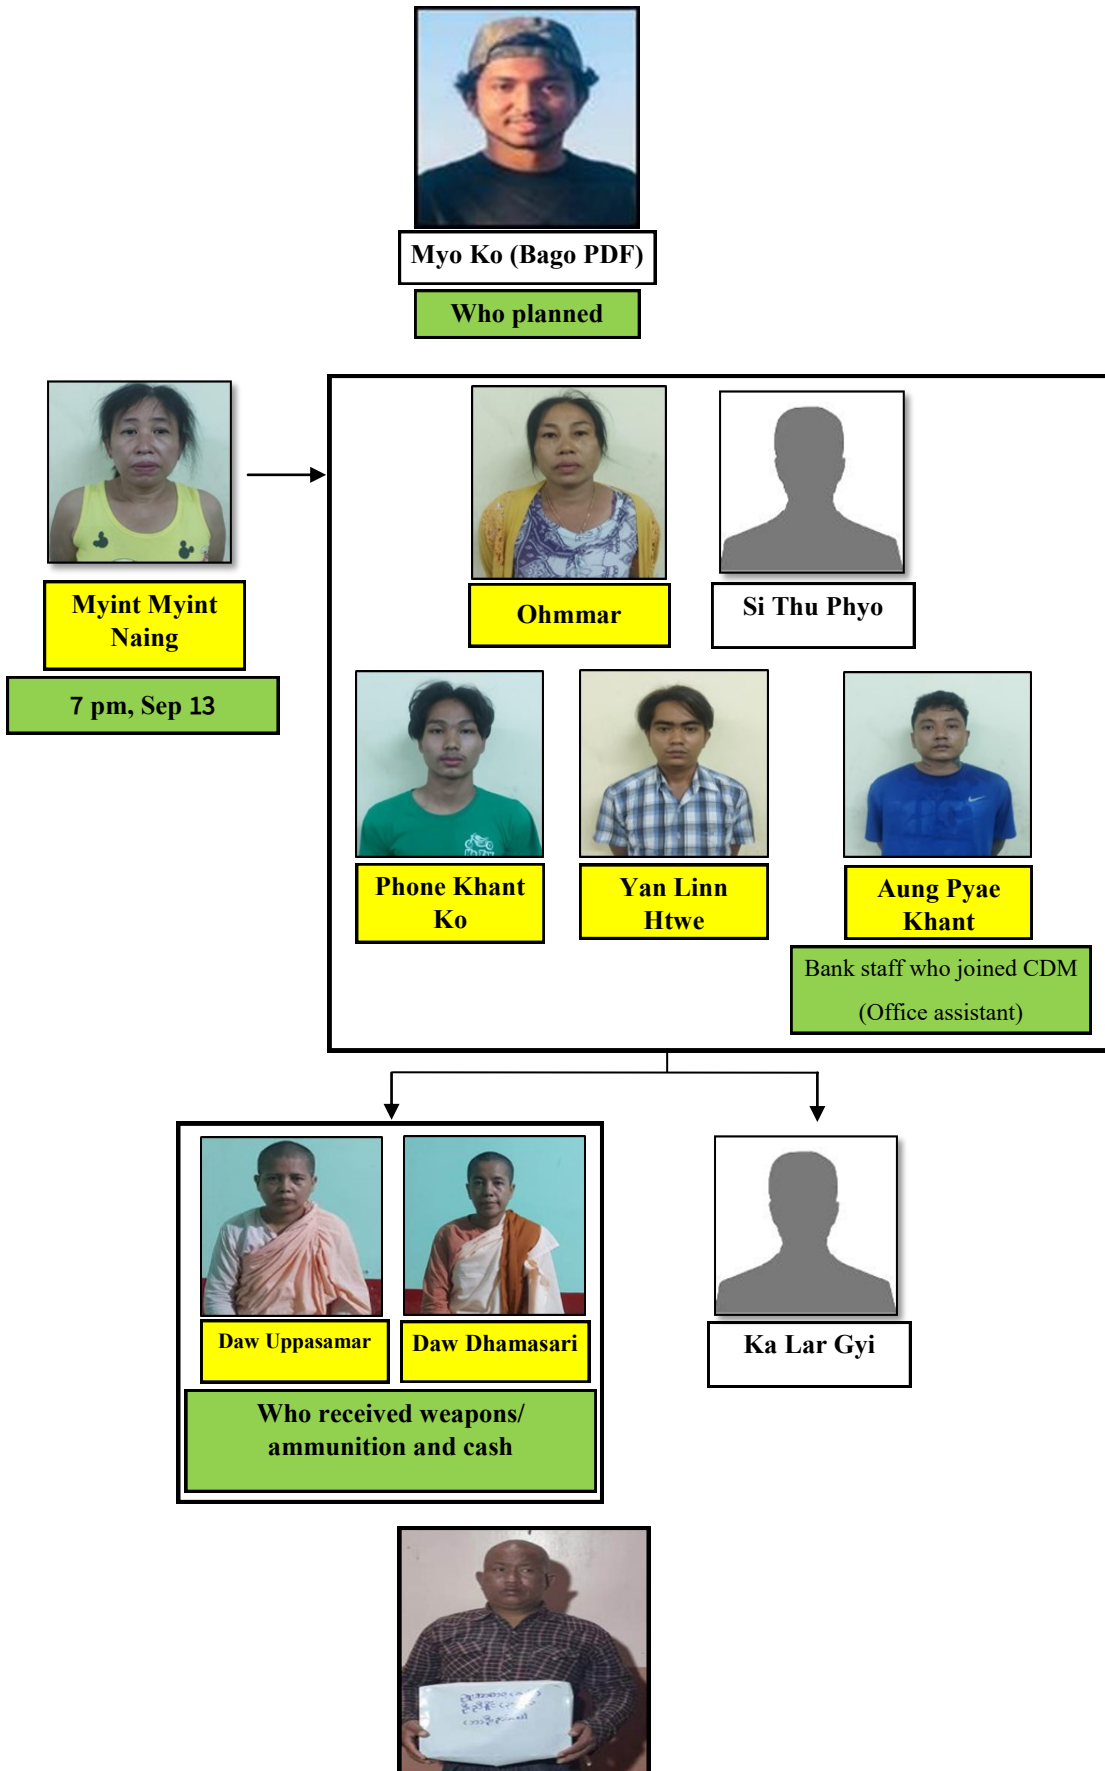 Myo Ko (Bago PDF)
Who planned
Myint Myint
Naing
7 pm, Sep 13
Ohmmar
Si Thu Phyo
Phone Khant
Ko
Yan Linn
Htwe
Aung Pyae
Khant
Bank staff who joined CDM
(Office assistant)
Daw Uppasamar
Daw Dhamasari
Who received weapons/
ammunition and cash
Ka Lar Gyi